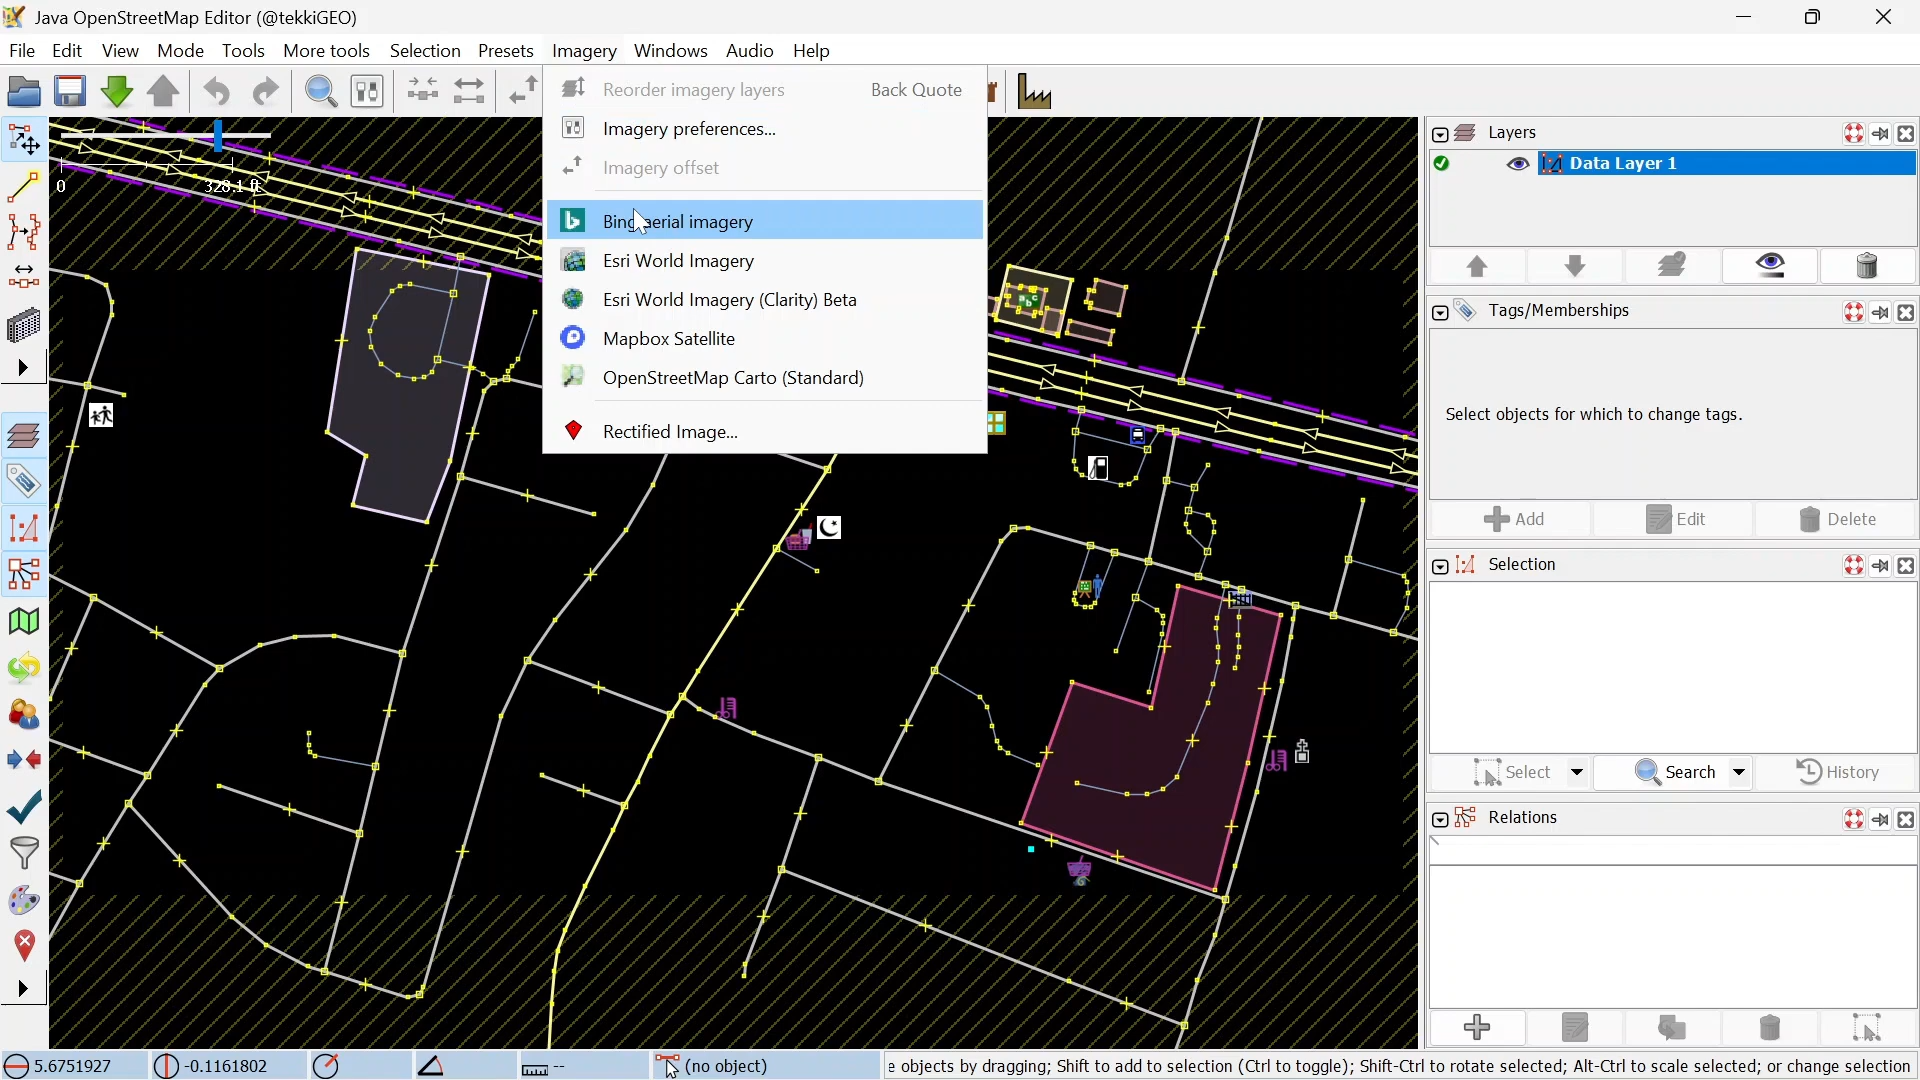 Java OpenStreetMap Editor (@tekkiGEO)
File Edit View Mode Tools More tools Selection Presets Imagery Windows Audio Help
Reorder imagery layers Back Quote
Imagery preferences...
Imagery offset
Bing aerial imagery
Esri World Imagery
Esri World Imagery (Clarity) Beta
Mapbox Satellite
OpenStreetMap Carto (Standard)
Rectified Image...
0 328.1 ft
Layers
Data Layer 1
Tags/Memberships
Select objects for which to change tags.
Add Edit Delete
Selection
Select Search History
Relations
5.6751927 -0.1161802 -- (no object) e objects by dragging; Shift to add to selection (Ctrl to toggle); Shift-Ctrl to rotate selected; Alt-Ctrl to scale selected; or change selection